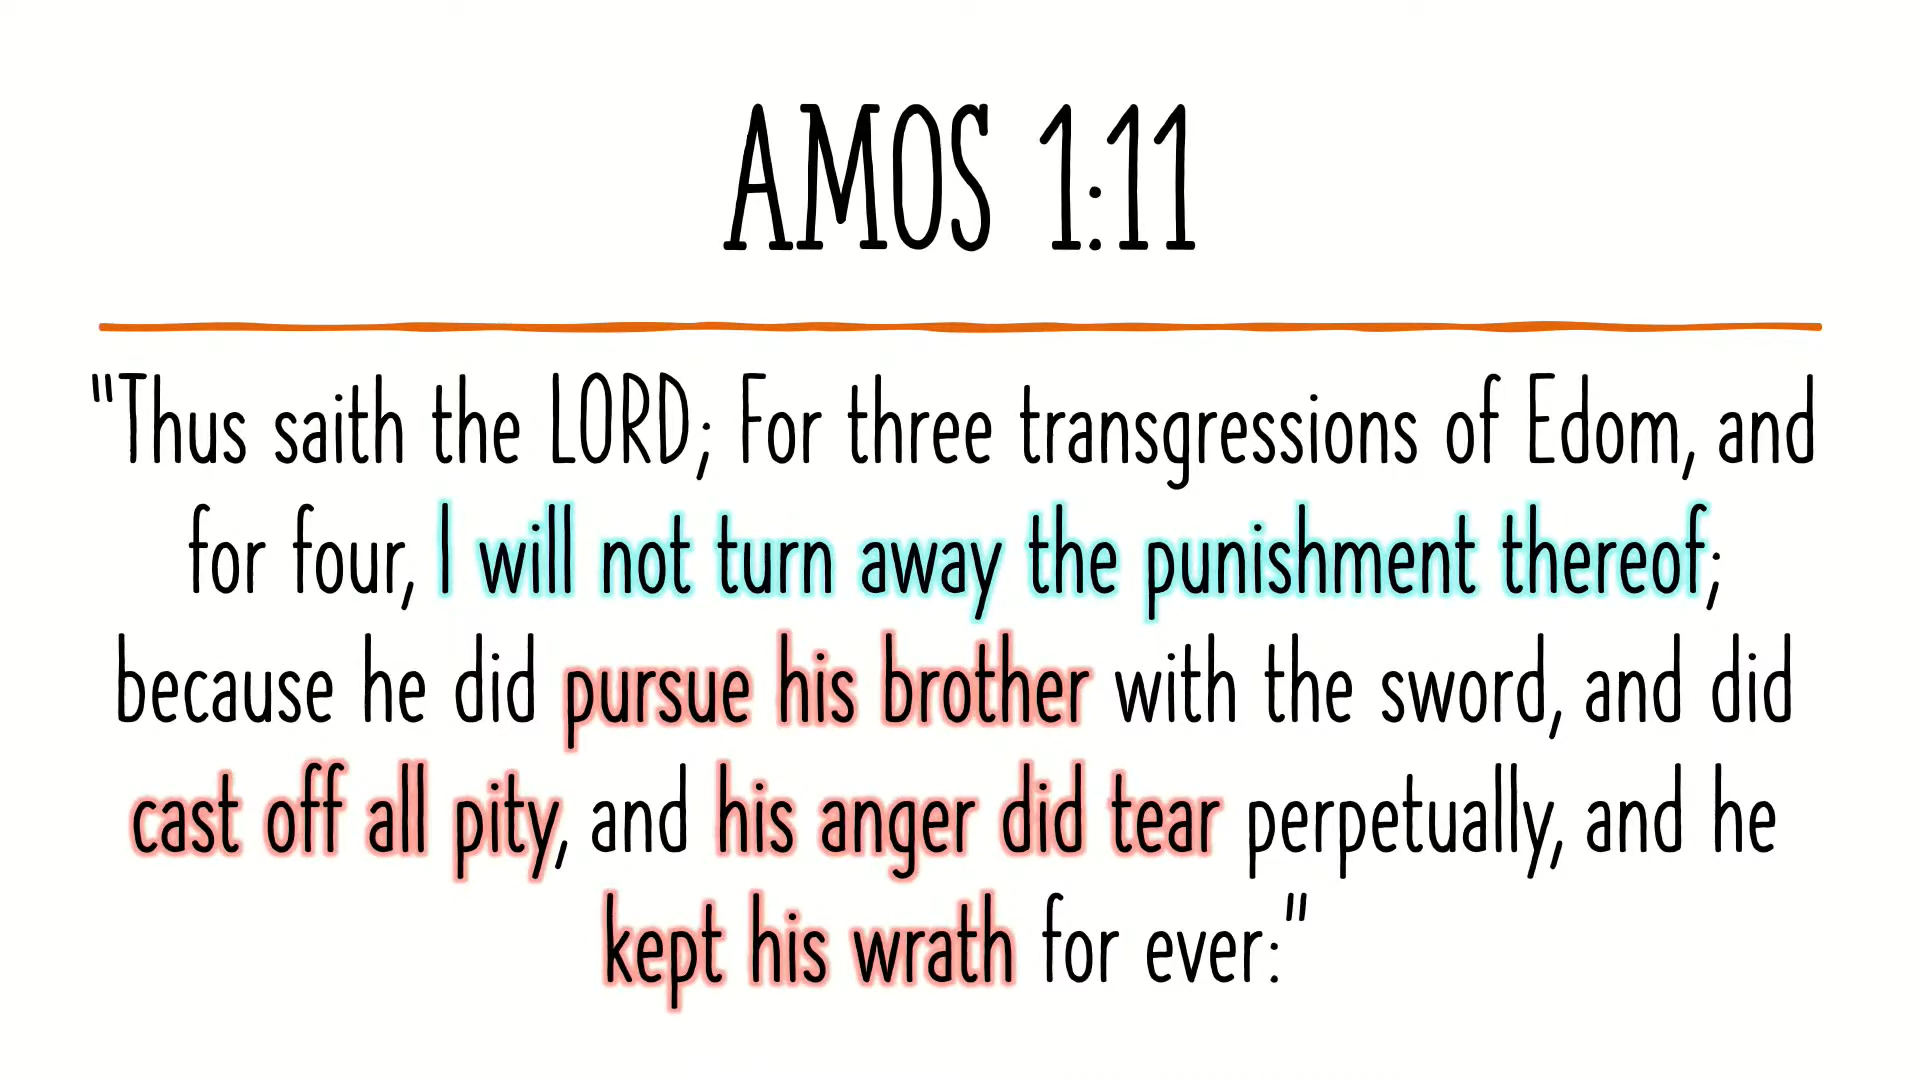 AMOS 1:11
"Thus saith the LORD; For three transgressions of Edom, and
for four, I will not turn away the punishment thereof;
because he did pursue his brother with the sword, and did
cast off all pity, and his anger did tear perpetually, and he
kept his wrath for ever:"